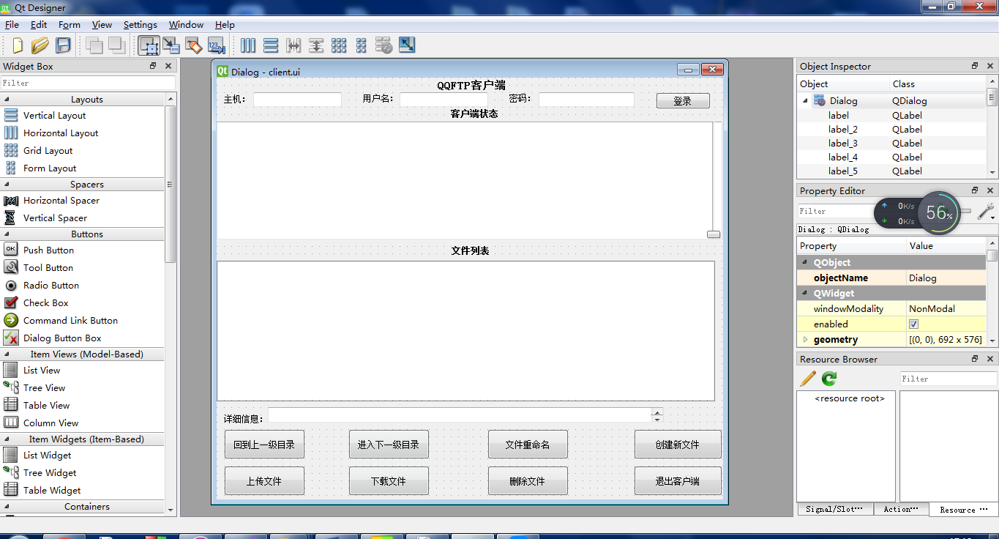 Qt Designer
File Edit Form View Settings Window Help
Widget Box
Filter
Layouts
Vertical Layout
Horizontal Layout
Grid Layout
Form Layout
Spacers
Horizontal Spacer
Vertical Spacer
Buttons
OK Push Button
Tool Button
Radio Button
Check Box
Command Link Button
Dialog Button Box
Item Views (Model-Based)
List View
Tree View
Table View
Column View
Item Widgets (Item-Based)
List Widget
Tree Widget
Table Widget
Containers
Qt Dialog - client.ui
QQFTP客户端
主机: 用户名: 密码: 登录
客户端状态
文件列表
详细信息:
回到上一级目录 进入下一级目录 文件重命名 创建新文件
上传文件 下载文件 删除文件 退出客户端
Object Inspector
Object Class
Dialog QDialog
label QLabel
label_2 QLabel
label_3 QLabel
label_4 QLabel
label_5 QLabel
Property Editor
Filter
0K/s
0K/s
56%
Dialog : QDialog
Property Value
QObject
objectName Dialog
QWidget
windowModality NonModal
enabled
geometry [(0, 0), 692 x 576]
Resource Browser
Filter
<resource root>
Signal/Slot··· Action··· Resource ···